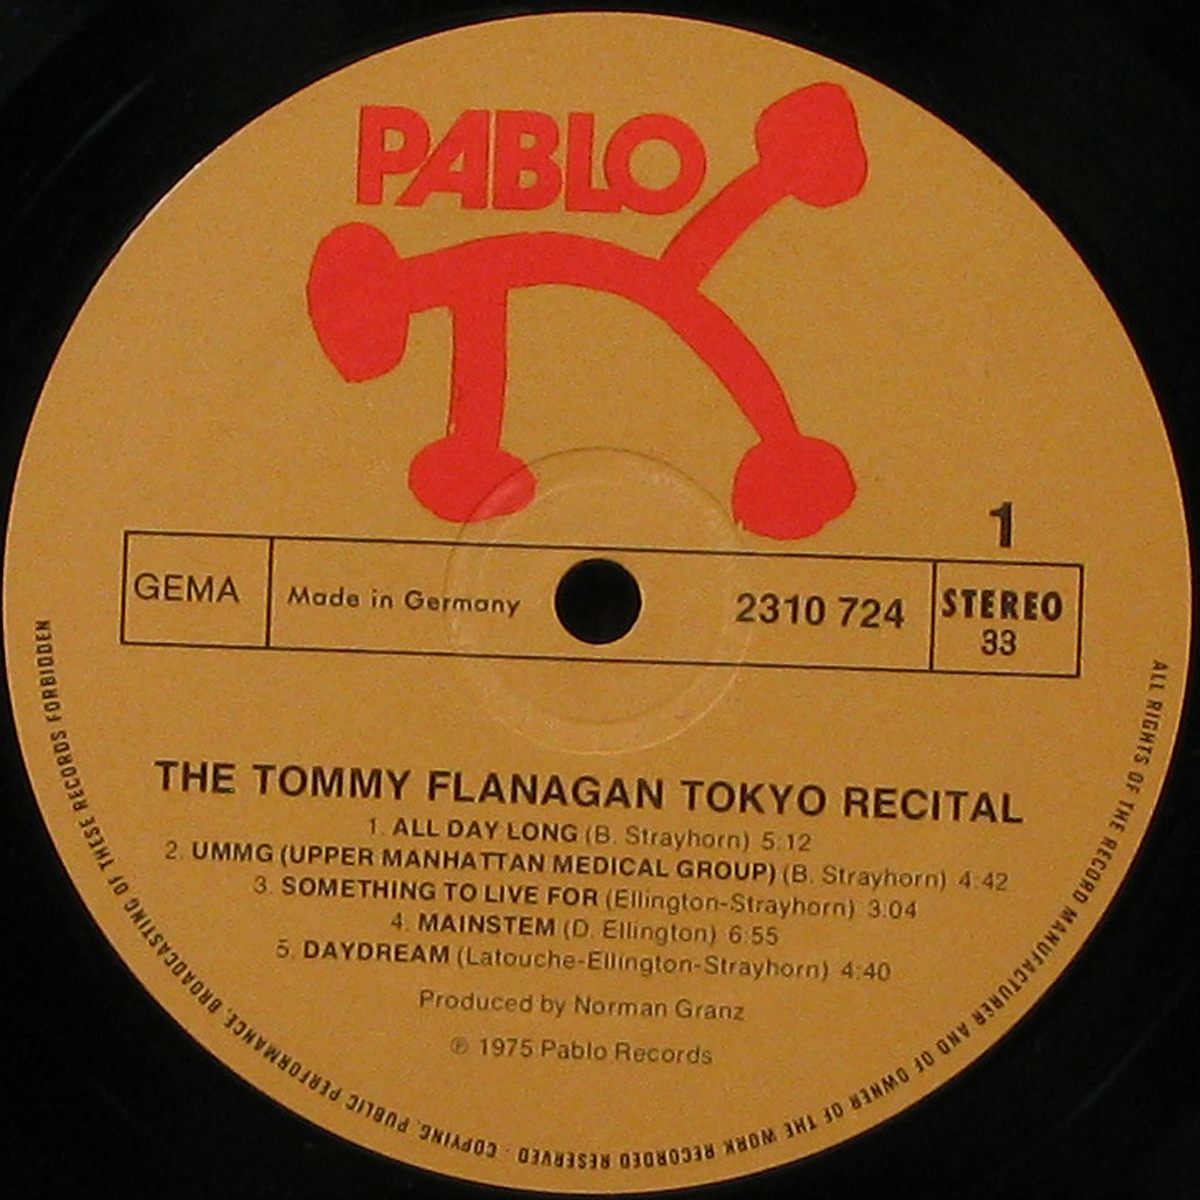 PABLO
1
GEMA
Made in Germany
2310 724
STEREO
33
THE TOMMY FLANAGAN TOKYO RECITAL
1. ALL DAY LONG (B. Strayhorn) 5:12
2. UMMG (UPPER MANHATTAN MEDICAL GROUP) (B. Strayhorn) 4:42
3. SOMETHING TO LIVE FOR (Ellington-Strayhorn) 3:04
4. MAINSTEM (D. Ellington) 6:55
5. DAYDREAM (Latouche-Ellington-Strayhorn) 4:40
Produced by Norman Granz
℗ 1975 Pablo Records
ALL RIGHTS OF THE RECORD MANUFACTURER AND OF OWNER OF THE WORK RECORDED RESERVED · COPYING, PUBLIC PERFORMANCE, BROADCASTING OF THESE RECORDS FORBIDDEN